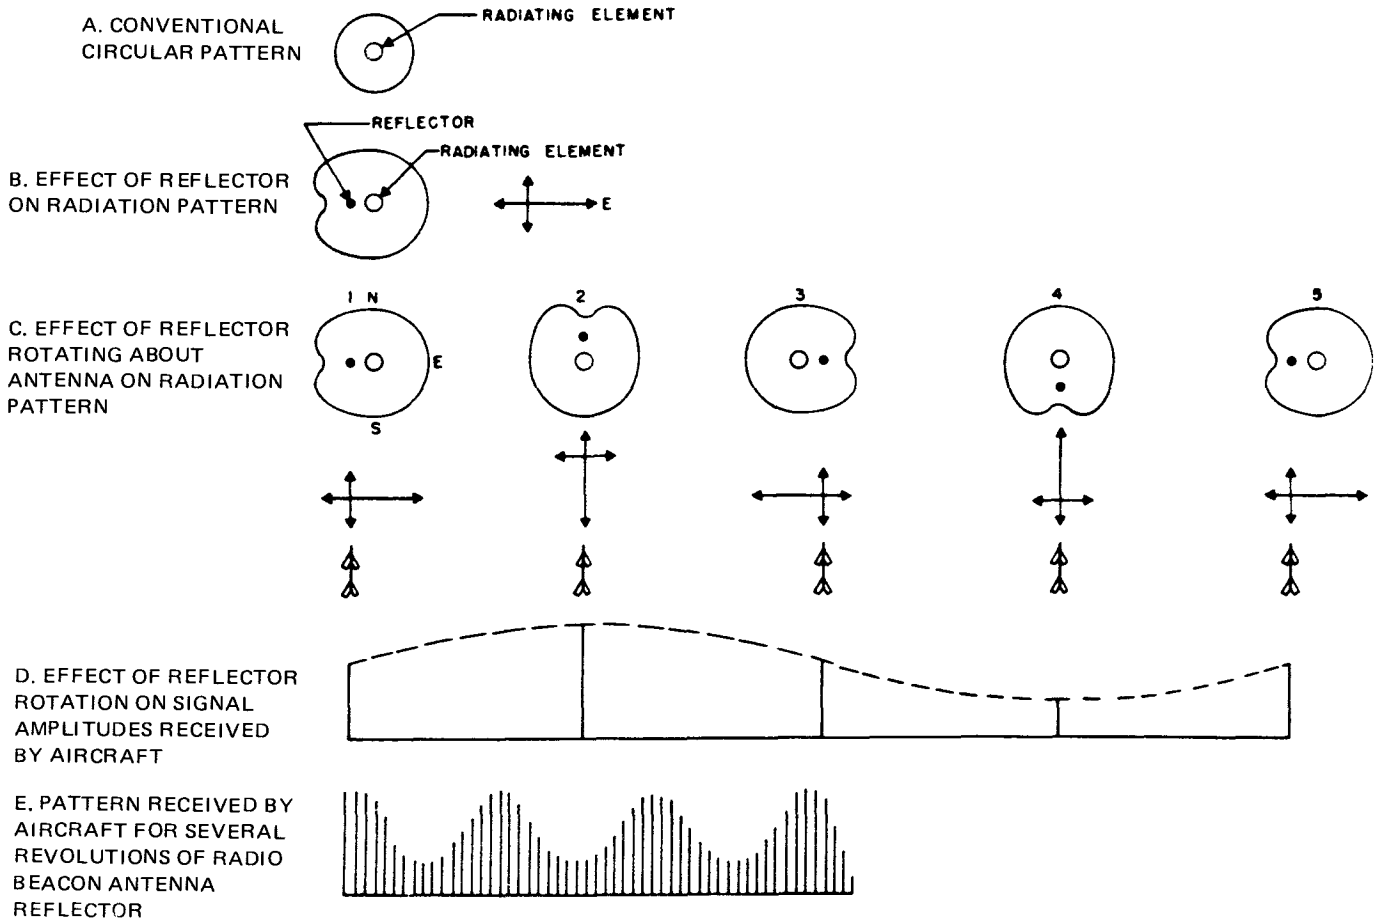 A. CONVENTIONAL
CIRCULAR PATTERN
RADIATING ELEMENT
REFLECTOR
RADIATING ELEMENT
B. EFFECT OF REFLECTOR
ON RADIATION PATTERN
E
C. EFFECT OF REFLECTOR
ROTATING ABOUT
ANTENNA ON RADIATION
PATTERN
1 N
E
S
2
3
4
5
D. EFFECT OF REFLECTOR
ROTATION ON SIGNAL
AMPLITUDES RECEIVED
BY AIRCRAFT
E. PATTERN RECEIVED BY
AIRCRAFT FOR SEVERAL
REVOLUTIONS OF RADIO
BEACON ANTENNA
REFLECTOR